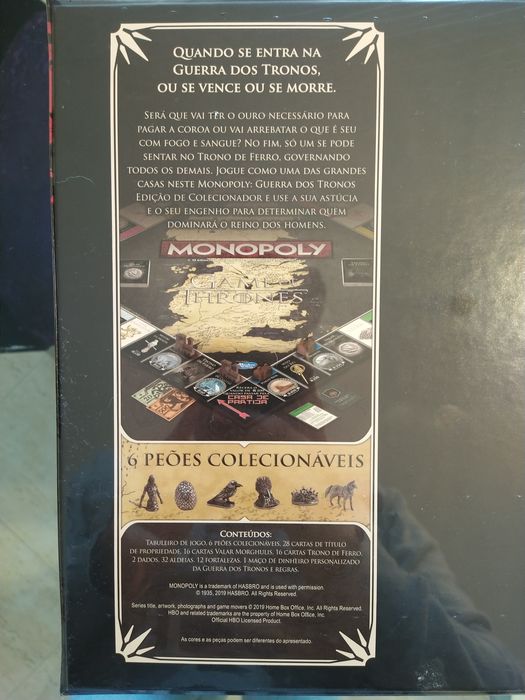 Quando se entra na
Guerra dos Tronos,
ou se vence ou se morre.
Será que vai ter o ouro necessário para
pagar a coroa ou vai arrebatar o que é seu
com fogo e sangue? No fim, só um se pode
sentar no Trono de Ferro, governando
todos os demais. Jogue como uma das grandes
casas neste Monopoly: Guerra dos Tronos
Edição de Colecionador e use a sua astúcia
e o seu engenho para determinar quem
dominará o reino dos homens.
MONOPOLY
GAME OF
THRONES
CASA DE
PARTIDA
6 Peões Colecionáveis
Conteúdos:
Tabuleiro de jogo, 6 peões colecionáveis, 28 cartas de título
de propriedade, 16 cartas Valar Morghulis, 16 cartas Trono de Ferro,
2 dados, 32 aldeias, 12 fortalezas, 1 maço de dinheiro personalizado
da Guerra dos Tronos e regras.
MONOPOLY is a trademark of HASBRO and is used with permission.
© 1935, 2019 HASBRO. All Rights Reserved.
Series title, artwork, photographs and game movers © 2019 Home Box Office, Inc. All Rights Reserved.
HBO and related trademarks are the property of Home Box Office, Inc.
Official HBO Licensed Product.
As cores e as peças podem ser diferentes do apresentado.